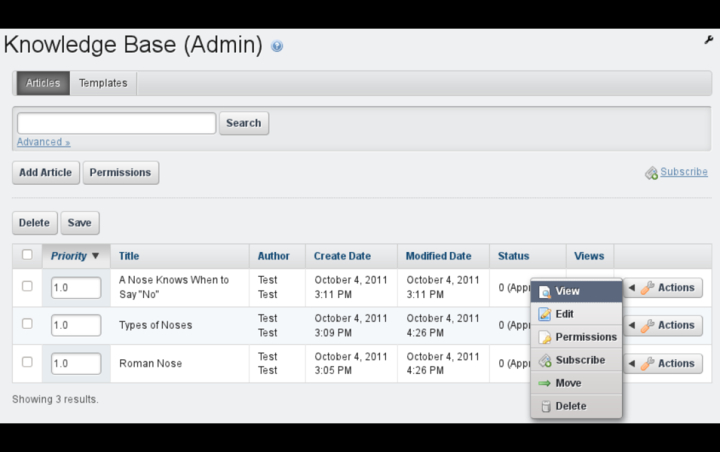 Knowledge Base (Admin)
Articles Templates
Search
Advanced »
Add Article Permissions Subscribe
Delete Save
Priority ▼ Title Author Create Date Modified Date Status Views
1.0 A Nose Knows When to Say "No" Test Test October 4, 2011 3:11 PM October 4, 2011 3:11 PM 0 (Appr Actions
1.0 Types of Noses Test Test October 4, 2011 3:09 PM October 4, 2011 4:26 PM 0 (Appr Actions
1.0 Roman Nose Test Test October 4, 2011 3:05 PM October 4, 2011 4:26 PM 0 (Appr Actions
View
Edit
Permissions
Subscribe
Move
Delete
Showing 3 results.